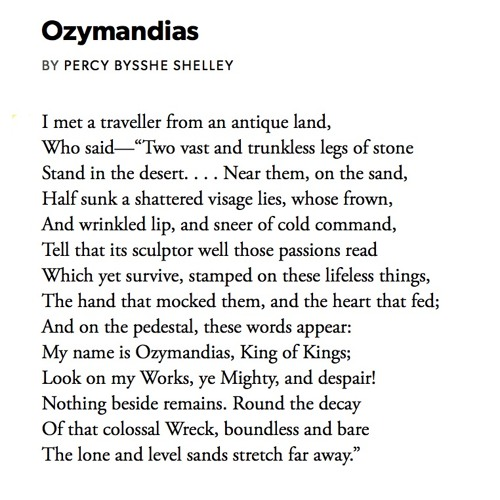 Ozymandias
BY PERCY BYSSHE SHELLEY
I met a traveller from an antique land,
Who said—“Two vast and trunkless legs of stone
Stand in the desert. . . . Near them, on the sand,
Half sunk a shattered visage lies, whose frown,
And wrinkled lip, and sneer of cold command,
Tell that its sculptor well those passions read
Which yet survive, stamped on these lifeless things,
The hand that mocked them, and the heart that fed;
And on the pedestal, these words appear:
My name is Ozymandias, King of Kings;
Look on my Works, ye Mighty, and despair!
Nothing beside remains. Round the decay
Of that colossal Wreck, boundless and bare
The lone and level sands stretch far away.”